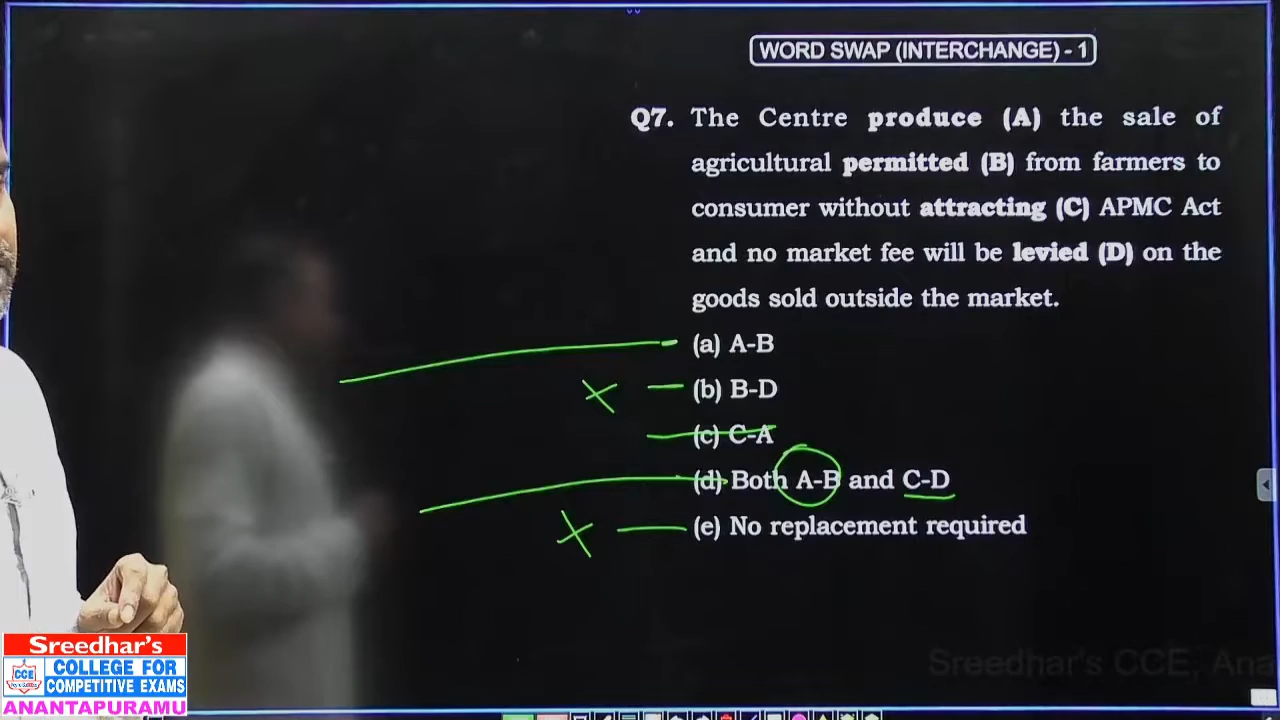 WORD SWAP (INTERCHANGE) - 1
Q7. The Centre produce (A) the sale of
agricultural permitted (B) from farmers to
consumer without attracting (C) APMC Act
and no market fee will be levied (D) on the
goods sold outside the market.
(a) A-B
(b) B-D
(c) C-A
(d) Both A-B and C-D
(e) No replacement required
Sreedhar's
CCE
COLLEGE FOR
COMPETITIVE EXAMS
ANANTAPURAMU
Sreedhar's CCE, Ana